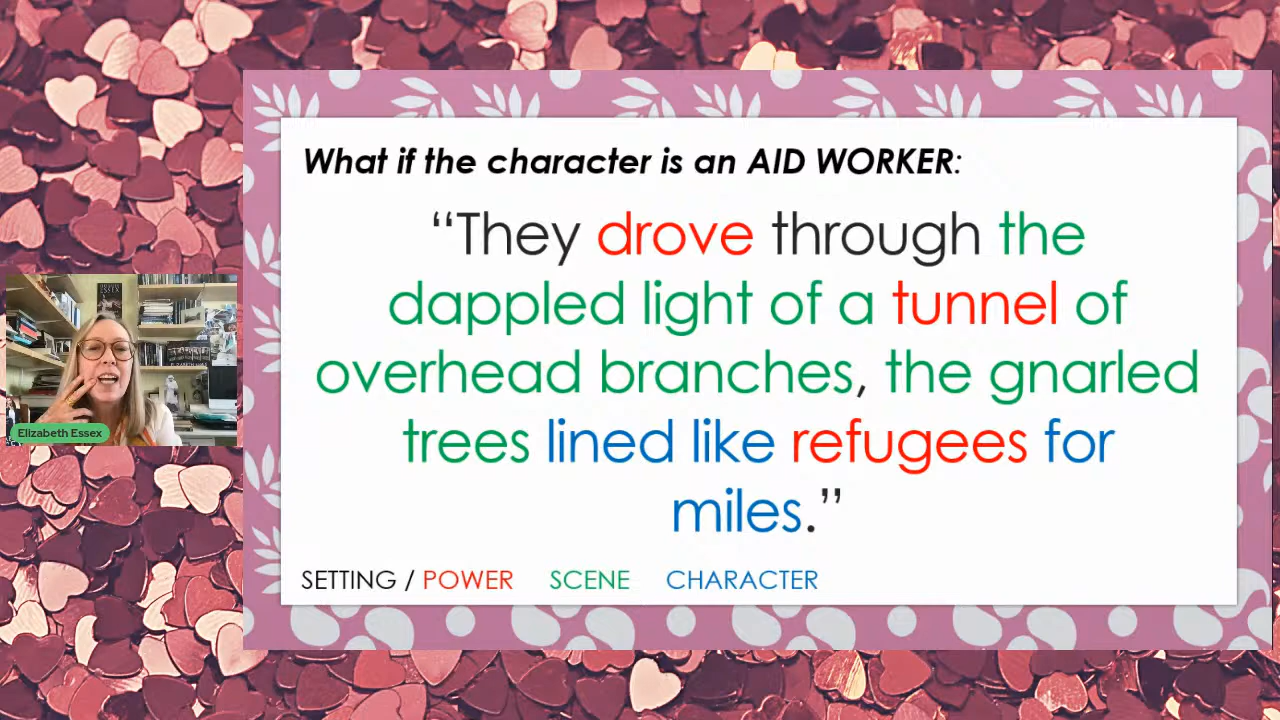 What if the character is an AID WORKER:
“They drove through the
dappled light of a tunnel of
overhead branches, the gnarled
trees lined like refugees for
miles.”
SETTING / POWER SCENE CHARACTER
Elizabeth Essex